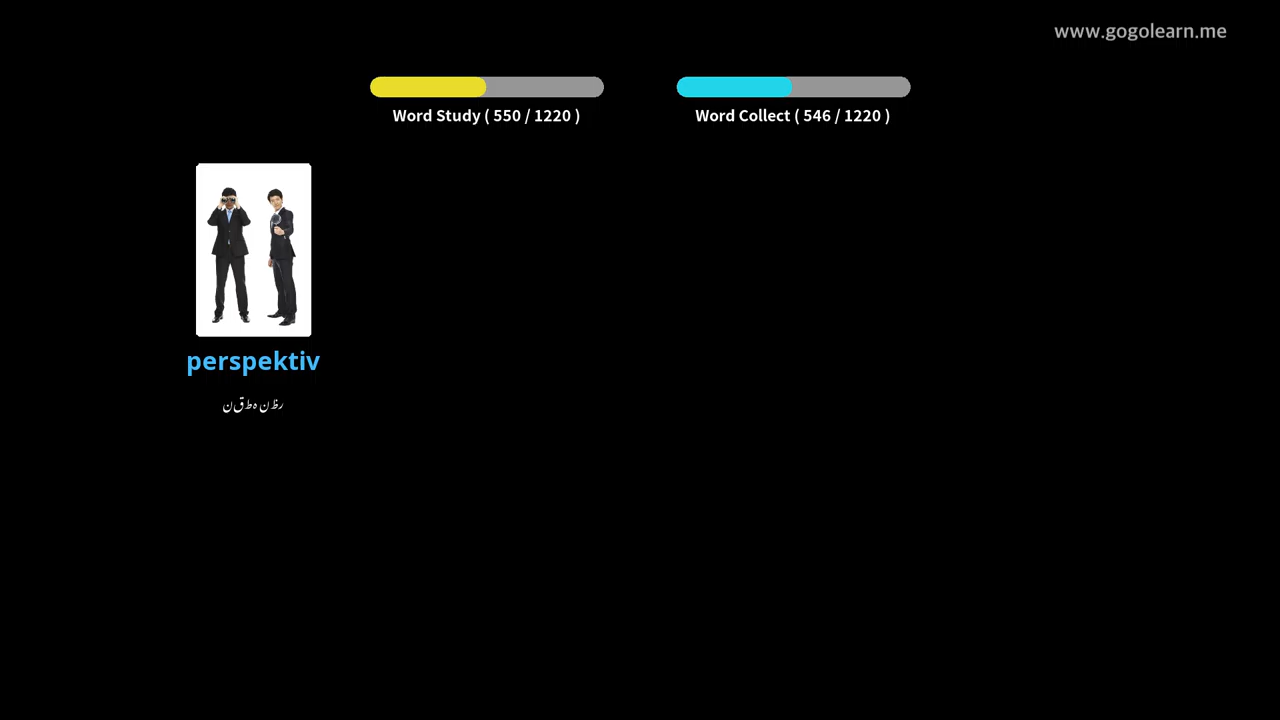 www.gogolearn.me
Word Study ( 550 / 1220 )
Word Collect ( 546 / 1220 )
perspektiv
نقطہ نظر